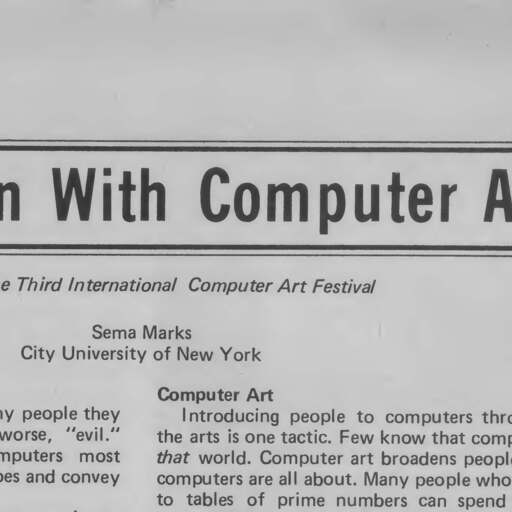 n With Computer A
e Third International Computer Art Festival
Sema Marks
City University of New York
ny people they
worse, "evil."
mputers most
pes and convey
Computer Art
Introducing people to computers thro
the arts is one tactic. Few know that comp
that world. Computer art broadens people
computers are all about. Many people who
to tables of prime numbers can spend